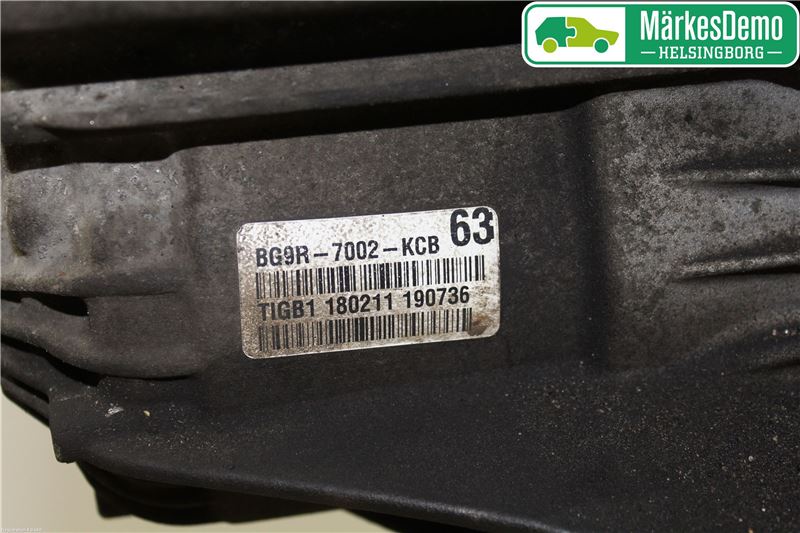 MärkesDemo
HELSINGBORG
BG9R-7002-KCB 63
TIGB1 180211 190736